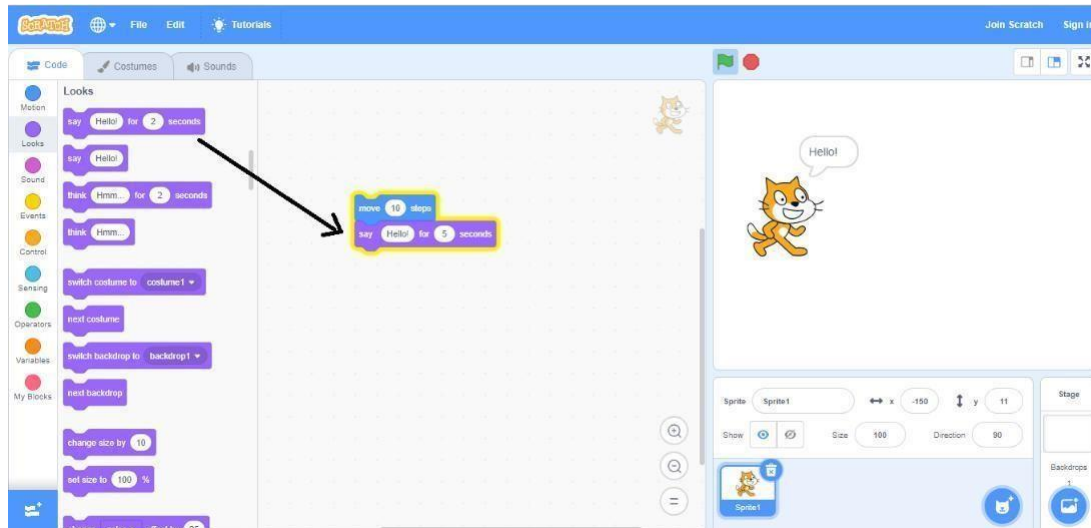 SCRATCH File Edit Tutorials Join Scratch
Code Costumes Sounds
Motion
Looks
Sound
Events
Control
Sensing
Operators
Variables
My Blocks
Looks
say Hello! for 2 seconds
say Hello!
think Hmm... for 2 seconds
think Hmm...
switch costume to costume1
next costume
switch backdrop to backdrop1
next backdrop
change size by 10
set size to 100 %
move 10 steps
say Hello! for 5 seconds
Hello!
Sprite Sprite1 x -150 y 11
Show Size 100 Direction 90
Sprite1
Stage
Backdrops
1